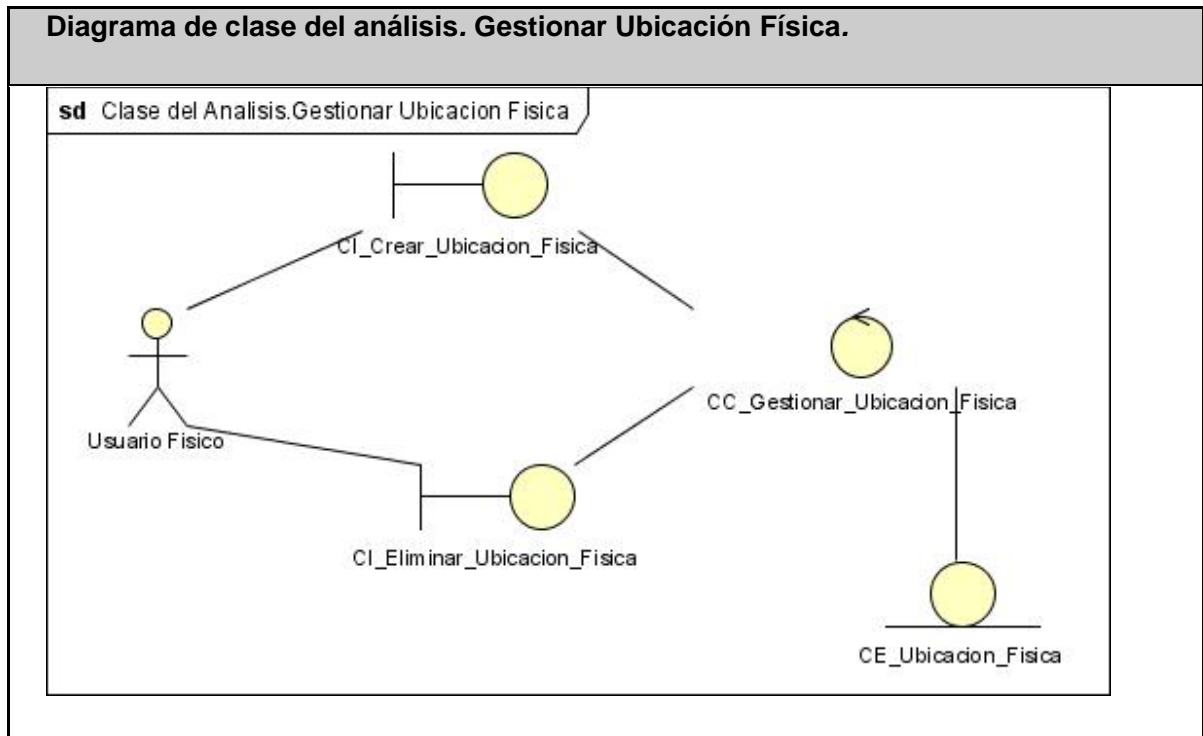 Diagrama de clase del análisis. Gestionar Ubicación Física.
sd Clase del Analisis.Gestionar Ubicacion Fisica
CI_Crear_Ubicacion_Fisica
CC_Gestionar_Ubicacion_Fisica
Usuario Fisico
CI_Eliminar_Ubicacion_Fisica
CE_Ubicacion_Fisica